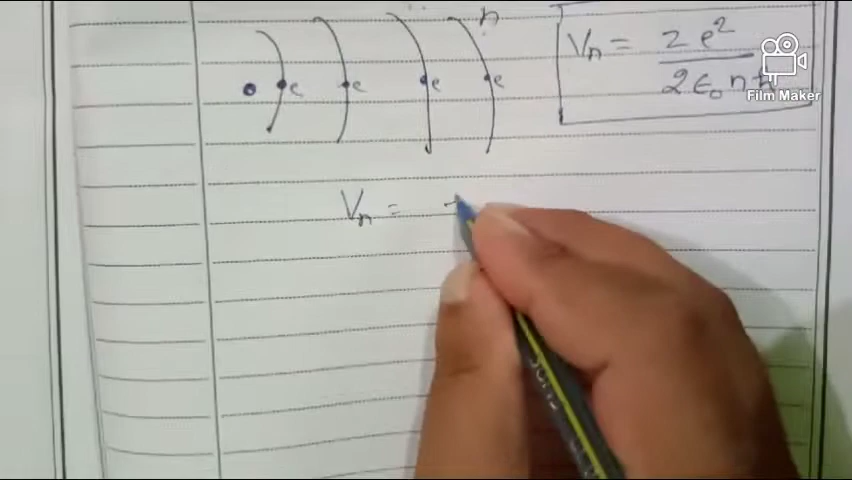 n
e e e e
Vₙ = Ze² / 2ε₀nh
Film Maker
Vₙ =